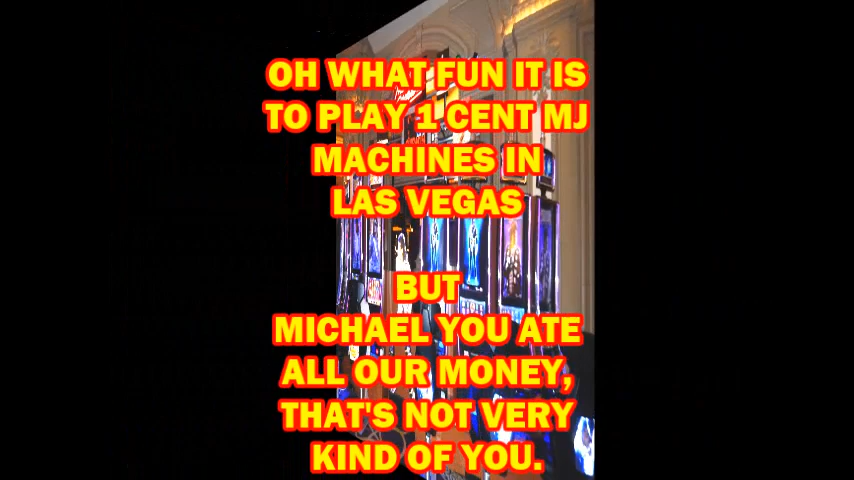 OH WHAT FUN IT IS
TO PLAY 1 CENT MJ
MACHINES IN
LAS VEGAS
BUT
MICHAEL YOU ATE
ALL OUR MONEY,
THAT'S NOT VERY
KIND OF YOU.